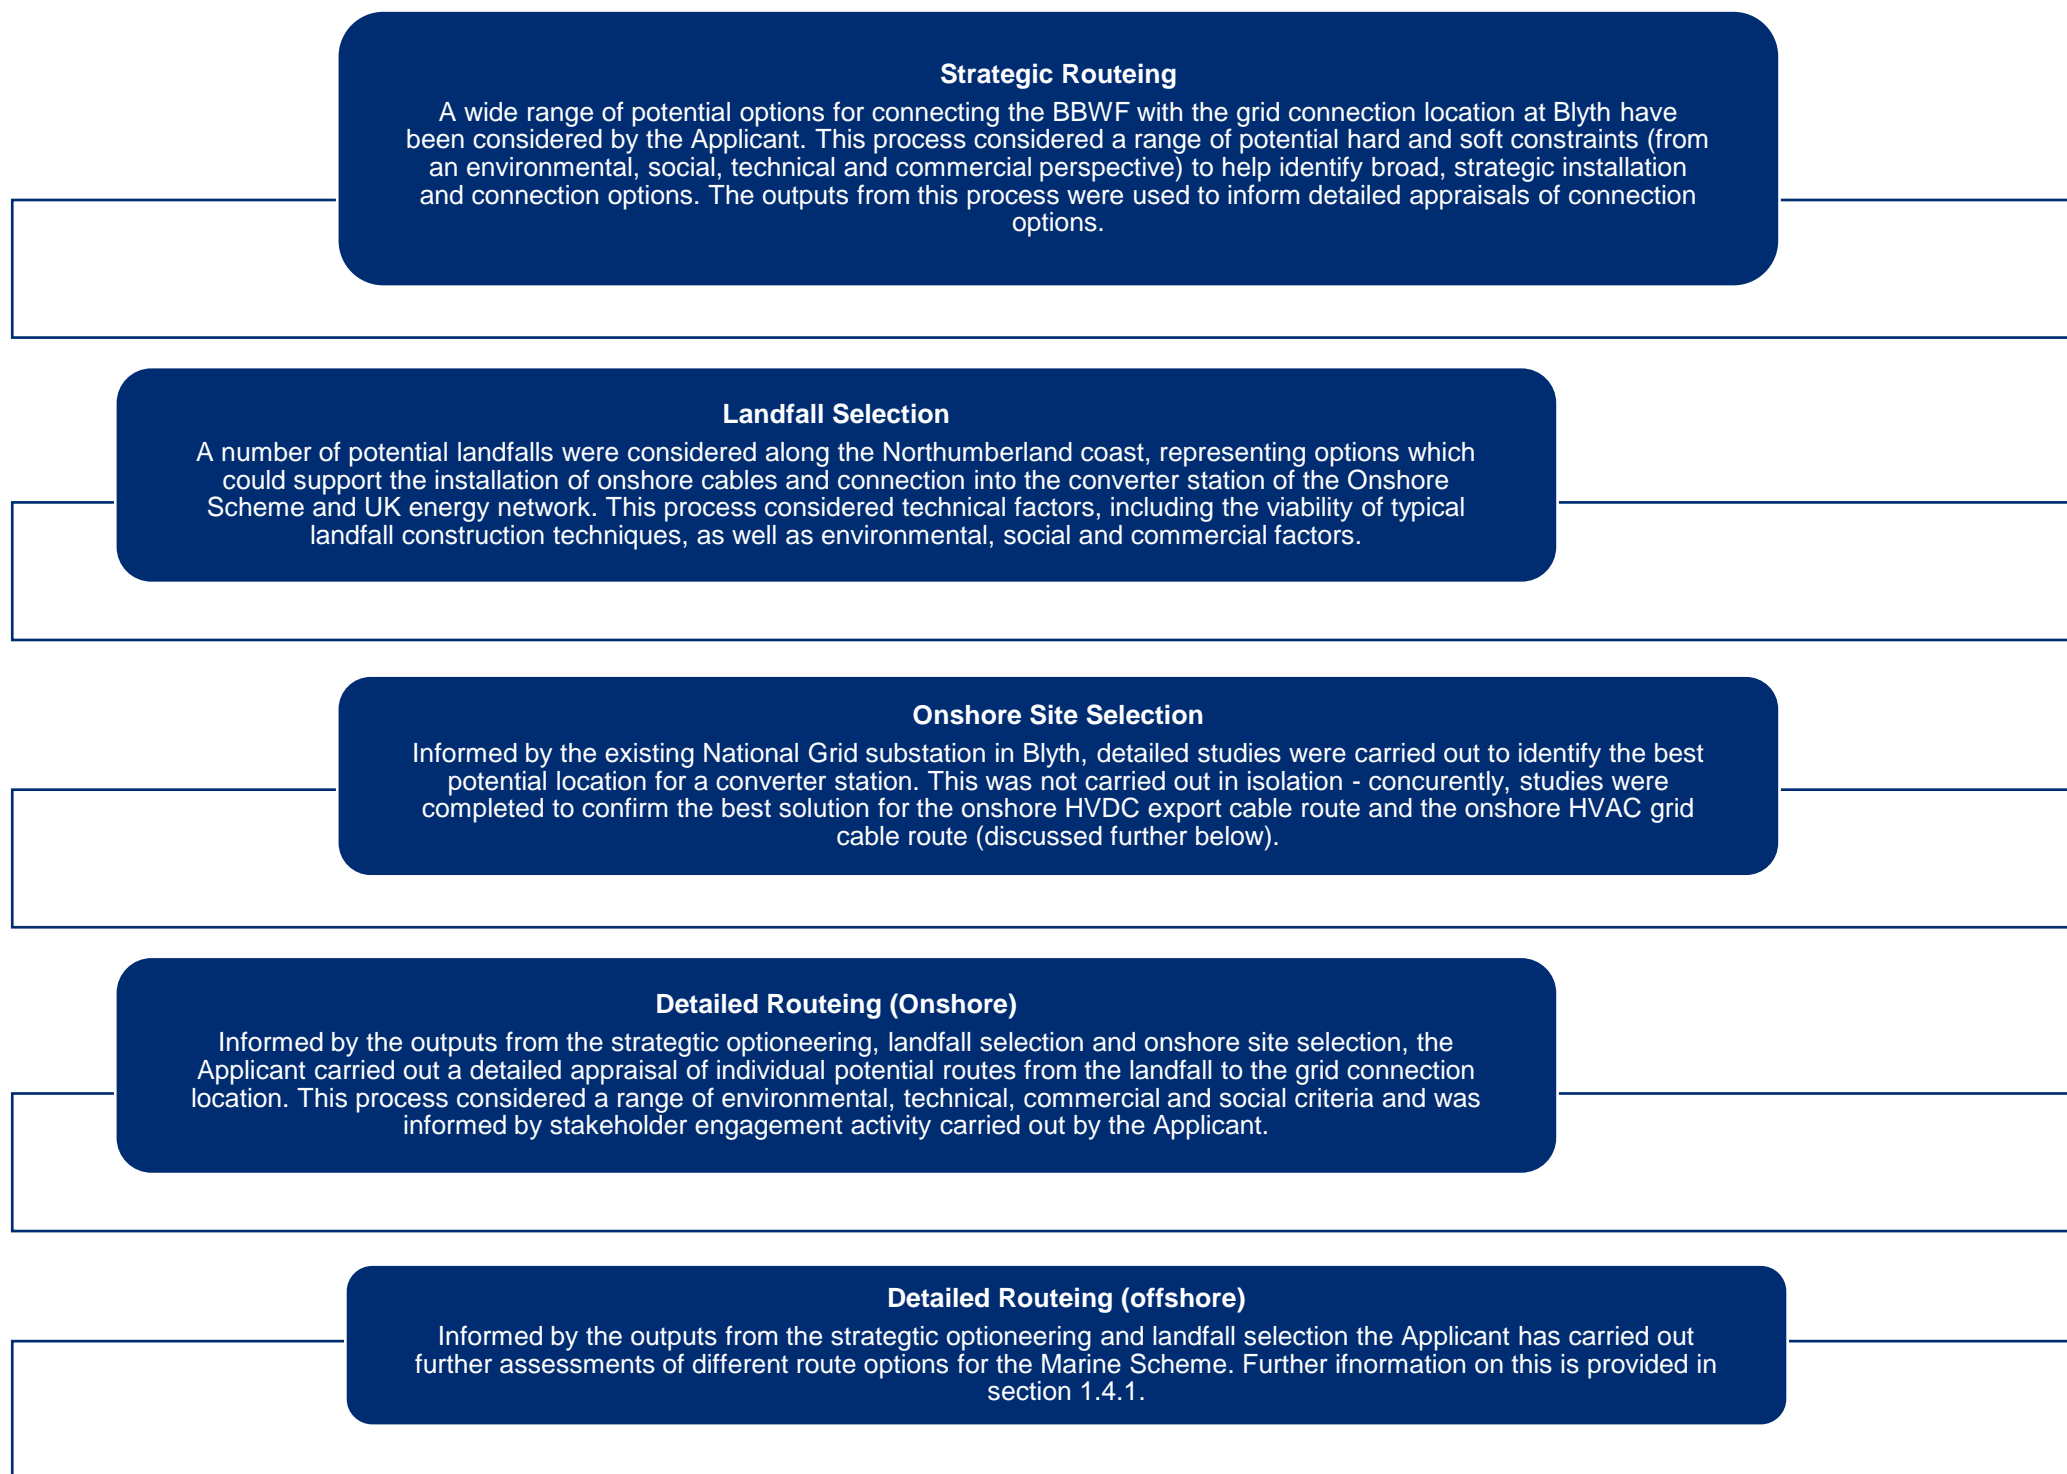 Strategic Routeing
A wide range of potential options for connecting the BBWF with the grid connection location at Blyth have
been considered by the Applicant. This process considered a range of potential hard and soft constraints (from
an environmental, social, technical and commercial perspective) to help identify broad, strategic installation
and connection options. The outputs from this process were used to inform detailed appraisals of connection
options.
Landfall Selection
A number of potential landfalls were considered along the Northumberland coast, representing options which
could support the installation of onshore cables and connection into the converter station of the Onshore
Scheme and UK energy network. This process considered technical factors, including the viability of typical
landfall construction techniques, as well as environmental, social and commercial factors.
Onshore Site Selection
Informed by the existing National Grid substation in Blyth, detailed studies were carried out to identify the best
potential location for a converter station. This was not carried out in isolation - concurently, studies were
completed to confirm the best solution for the onshore HVDC export cable route and the onshore HVAC grid
cable route (discussed further below).
Detailed Routeing (Onshore)
Informed by the outputs from the strategtic optioneering, landfall selection and onshore site selection, the
Applicant carried out a detailed appraisal of individual potential routes from the landfall to the grid connection
location. This process considered a range of environmental, technical, commercial and social criteria and was
informed by stakeholder engagement activity carried out by the Applicant.
Detailed Routeing (offshore)
Informed by the outputs from the strategtic optioneering and landfall selection the Applicant has carried out
further assessments of different route options for the Marine Scheme. Further ifnormation on this is provided in
section 1.4.1.